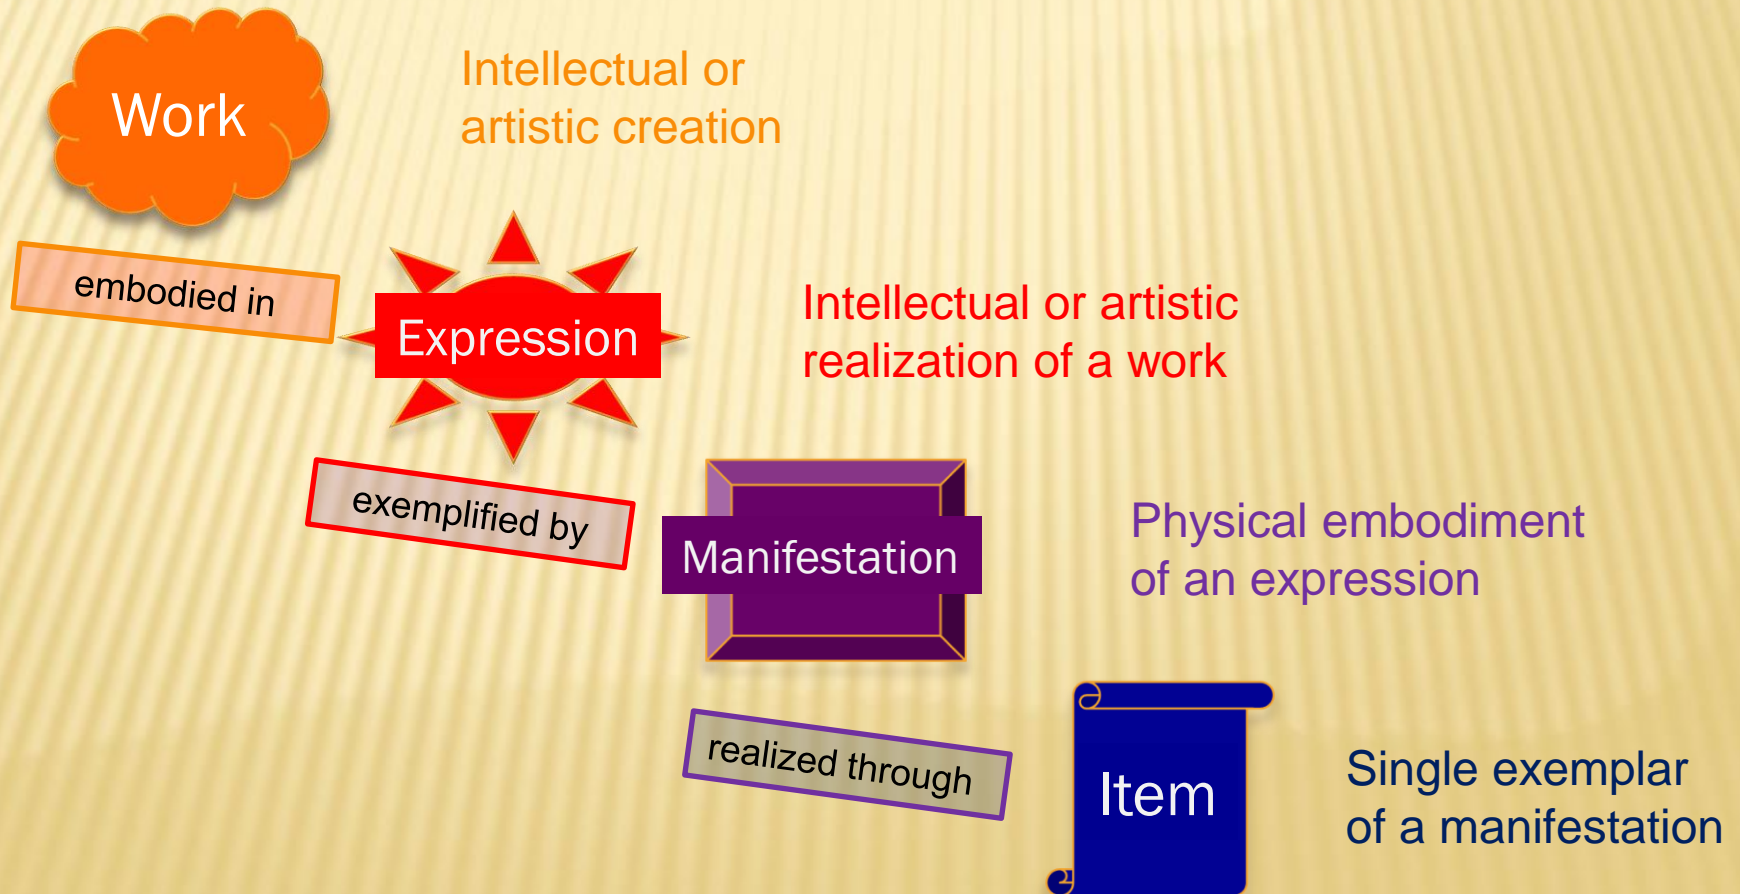 Work
Intellectual or
artistic creation
embodied in
Expression
Intellectual or artistic
realization of a work
exemplified by
Manifestation
Physical embodiment
of an expression
realized through
Item
Single exemplar
of a manifestation